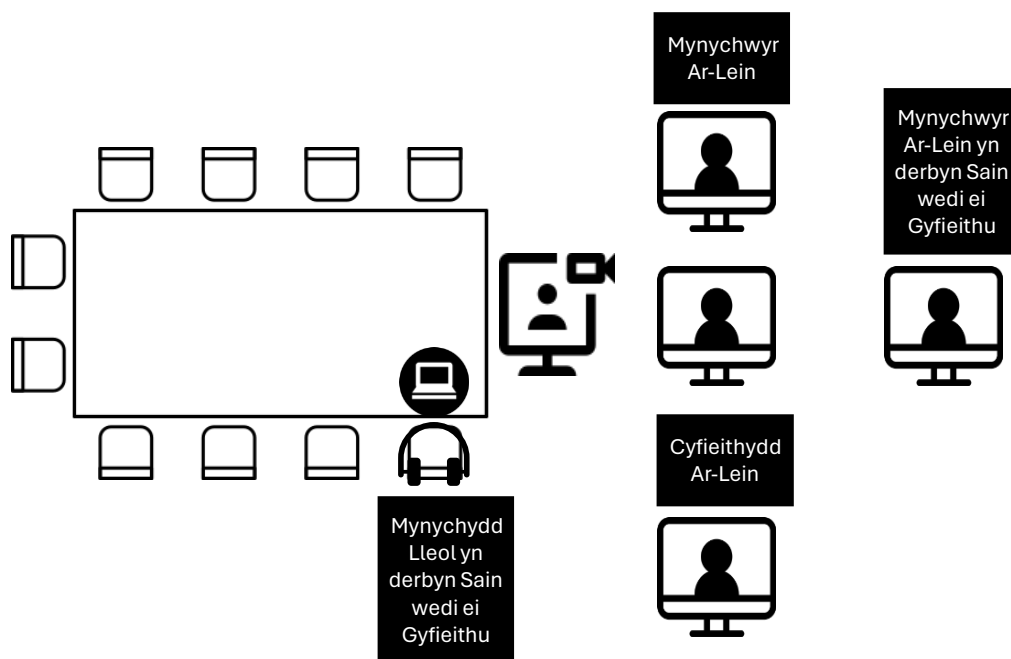 Mynychwyr
Ar-Lein
Mynychwyr
Ar-Lein yn
derbyn Sain
wedi ei
Gyfieithu
Cyfieithydd
Ar-Lein
Mynychydd
Lleol yn
derbyn Sain
wedi ei
Gyfieithu